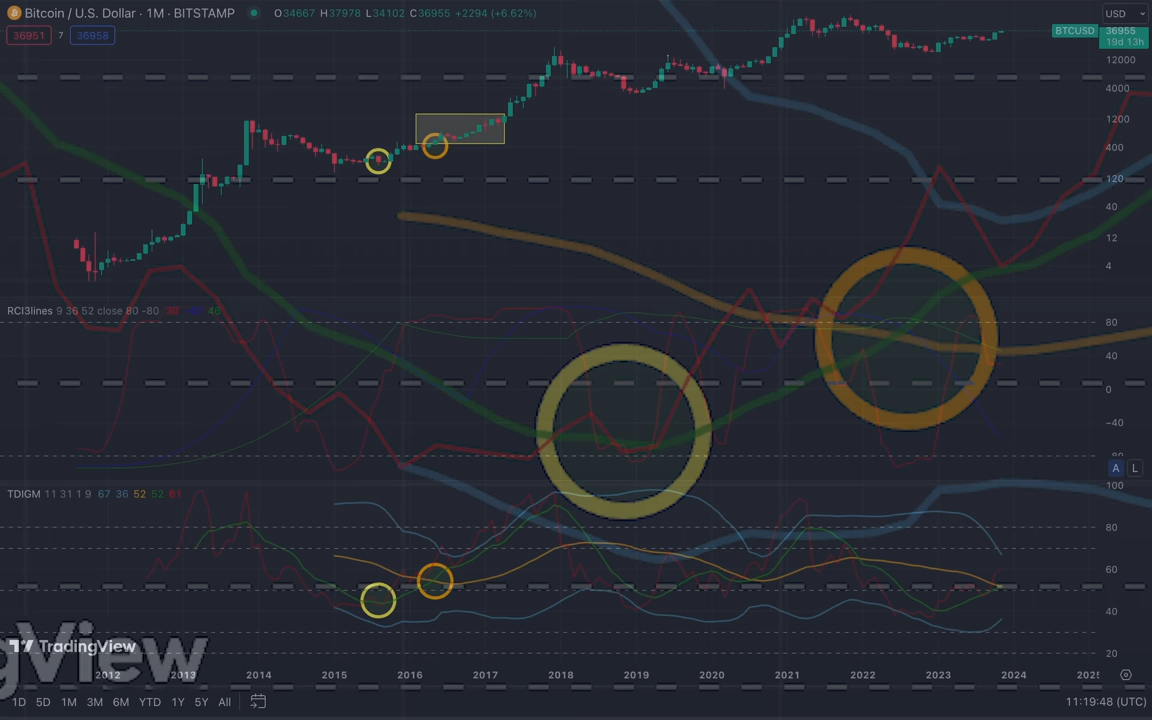 Bitcoin / U.S. Dollar · 1M · BITSTAMP O34667 H37978 L34102 C36955 +2294 (+6.62%)
USD
36951 7 36958
BTCUSD 36955
19d 13h
12000
4000
1200
400
120
40
12
4
RCI3lines 9 36 52 close 80 -80 46
80
40
0
−40
A L
TDIGM 11 31 1 9 67 36 52 52 61
100
80
60
40
20
gView
TradingView
2012 2013 2014 2015 2016 2017 2018 2019 2020 2021 2022 2023 2024 2025
1D 5D 1M 3M 6M YTD 1Y 5Y All
11:19:48 (UTC)